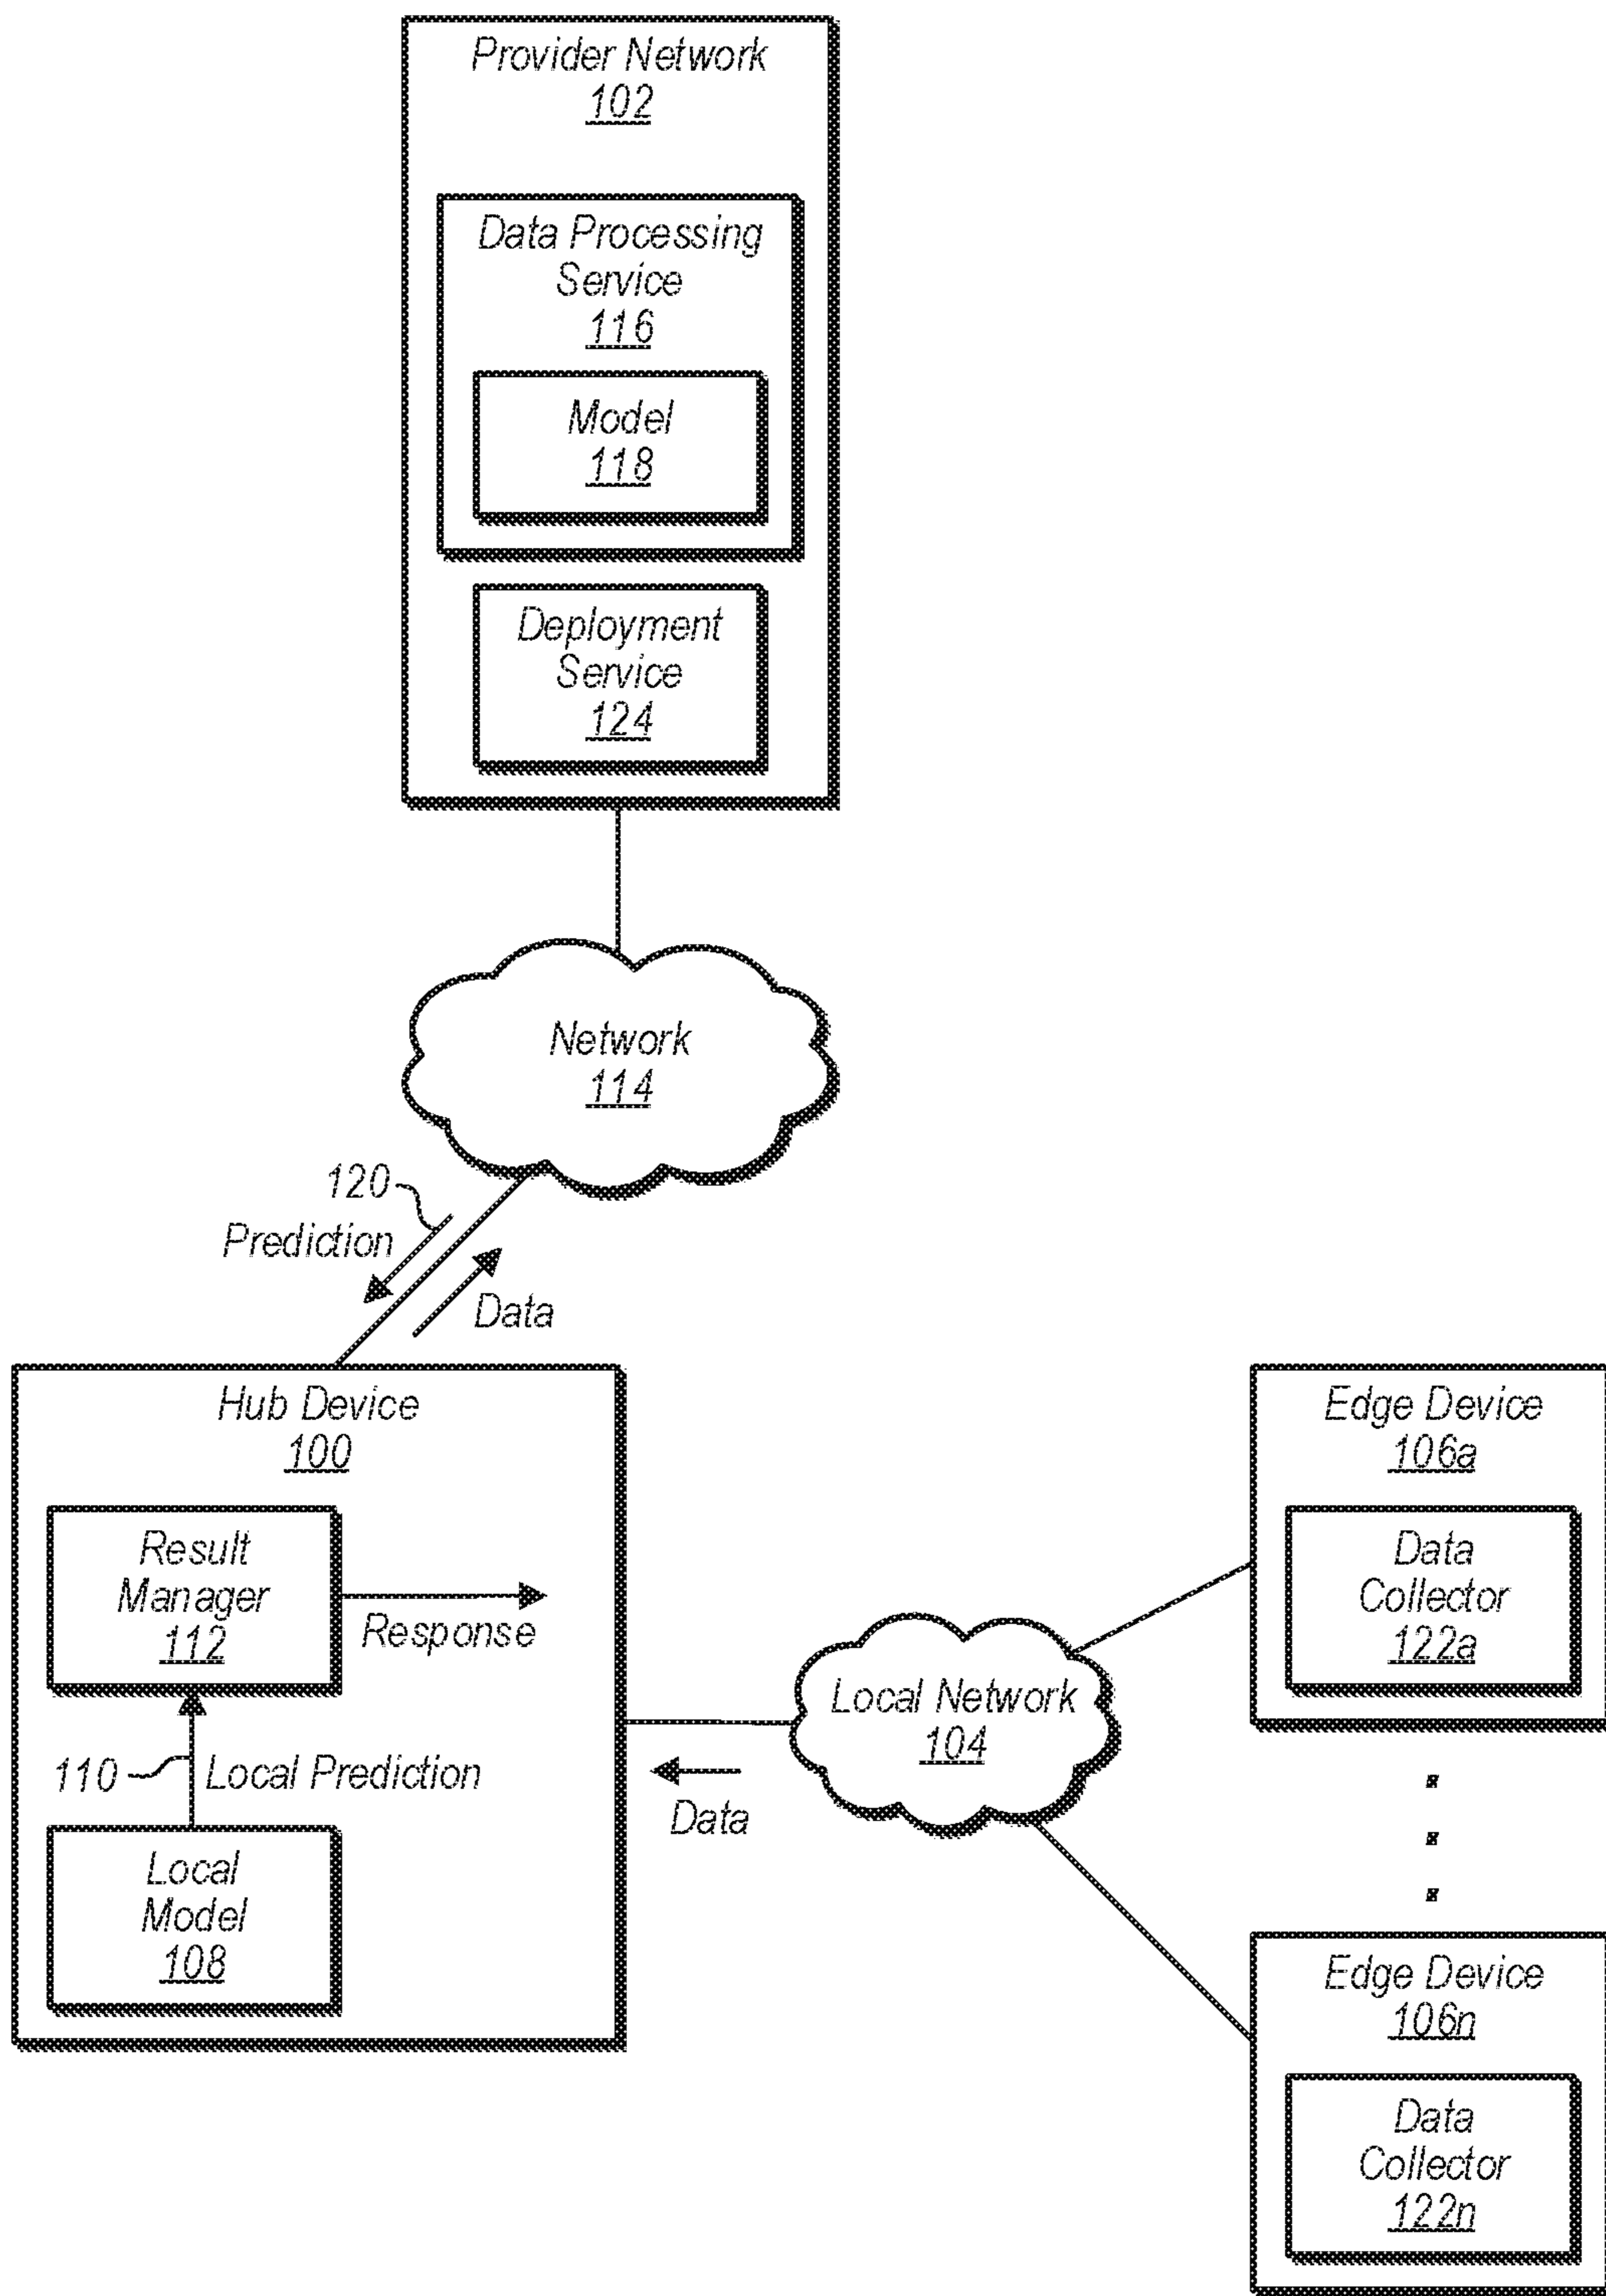 Provider Network
102
Data Processing
Service
116
Model
118
Deployment
Service
124
Network
114
120
Prediction
Data
Hub Device
100
Result
Manager
112
Response
110
Local Prediction
Local
Model
108
Local Network
104
Data
Edge Device
106a
Data
Collector
122a
Edge Device
106n
Data
Collector
122n